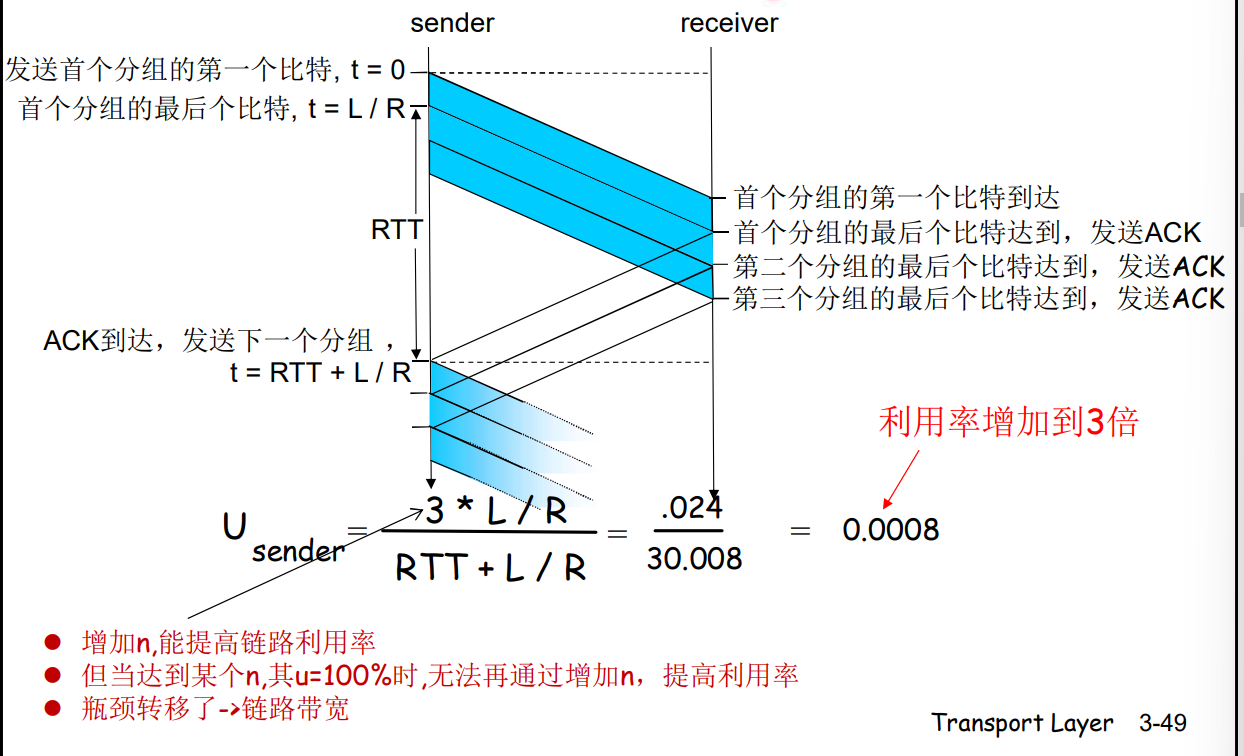 sender receiver
发送首个分组的第一个比特, t = 0
首个分组的最后个比特, t = L / R
首个分组的第一个比特到达
RTT
首个分组的最后个比特达到，发送ACK
第二个分组的最后个比特达到，发送ACK
第三个分组的最后个比特达到，发送ACK
ACK到达，发送下一个分组，
t = RTT + L / R
利用率增加到3倍
U sender = 3 * L / R
RTT + L / R
= .024
30.008
= 0.0008
● 增加n,能提高链路利用率
● 但当达到某个n,其u=100%时,无法再通过增加n，提高利用率
● 瓶颈转移了->链路带宽
Transport Layer 3-49